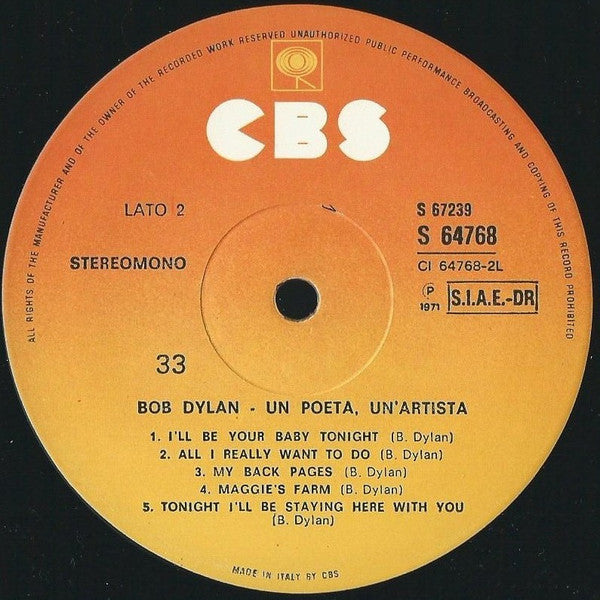 ALL RIGHTS OF THE MANUFACTURER AND OF THE OWNER OF THE RECORDED WORK RESERVED UNAUTHORIZED PUBLIC PERFORMANCE BROADCASTING AND COPYING OF THIS RECORD PROHIBITED
CBS
LATO 2
STEREOMONO
33
S 67239
S 64768
CI 64768-2L
℗ 1971
S.I.A.E.-DR
BOB DYLAN - UN POETA, UN'ARTISTA
1. I'LL BE YOUR BABY TONIGHT (B. Dylan)
2. ALL I REALLY WANT TO DO (B. Dylan)
3. MY BACK PAGES (B. Dylan)
4. MAGGIE'S FARM (B. Dylan)
5. TONIGHT I'LL BE STAYING HERE WITH YOU
(B. Dylan)
MADE IN ITALY BY CBS